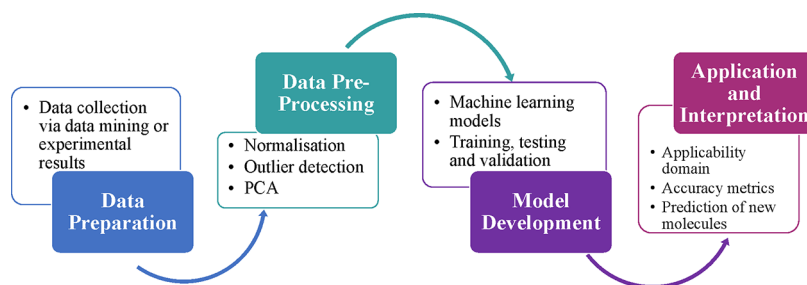 • Data collection
via data mining or
experimental
results
Data
Preparation
Data Pre-
Processing
• Normalisation
• Outlier detection
• PCA
• Machine learning
models
• Training, testing
and validation
Model
Development
Application
and
Interpretation
• Applicability
domain
• Accuracy metrics
• Prediction of new
molecules